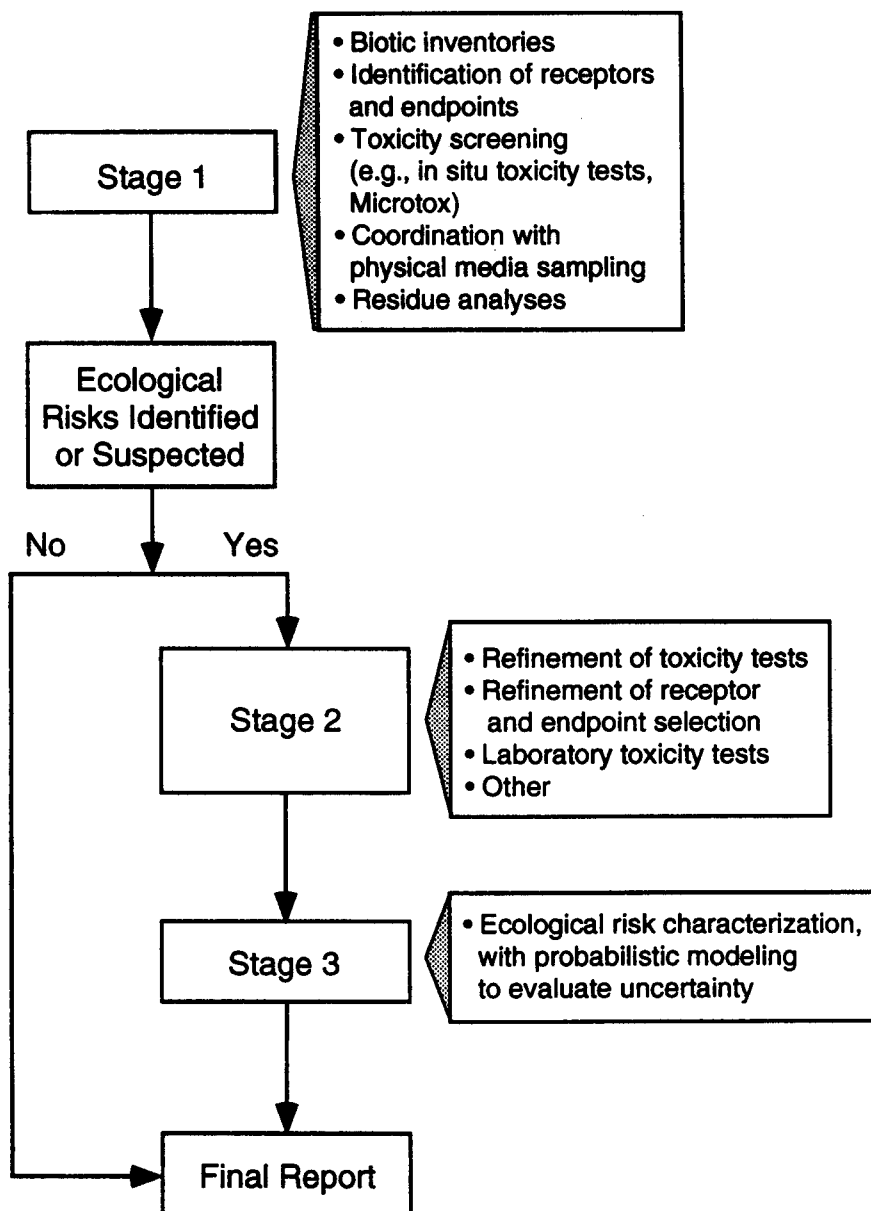 • Biotic inventories
• Identification of receptors
and endpoints
• Toxicity screening
(e.g., in situ toxicity tests,
Microtox)
• Coordination with
physical media sampling
• Residue analyses
Stage 1
Ecological
Risks Identified
or Suspected
No
Yes
Stage 2
• Refinement of toxicity tests
• Refinement of receptor
and endpoint selection
• Laboratory toxicity tests
• Other
Stage 3
• Ecological risk characterization,
with probabilistic modeling
to evaluate uncertainty
Final Report